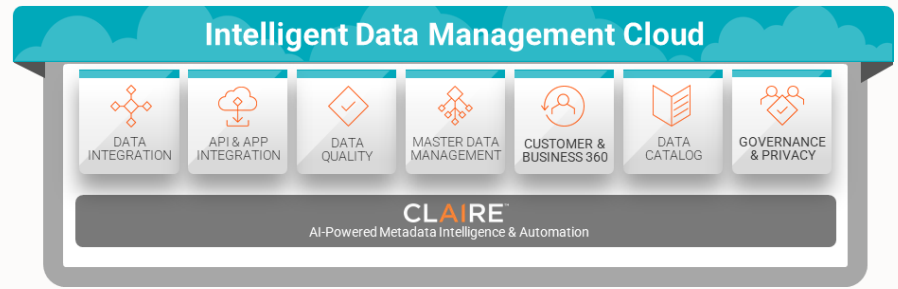 Intelligent Data Management Cloud
DATA
INTEGRATION
API & APP
INTEGRATION
DATA
QUALITY
MASTER DATA
MANAGEMENT
CUSTOMER &
BUSINESS 360
DATA
CATALOG
GOVERNANCE
& PRIVACY
CLAIRE™
AI-Powered Metadata Intelligence & Automation